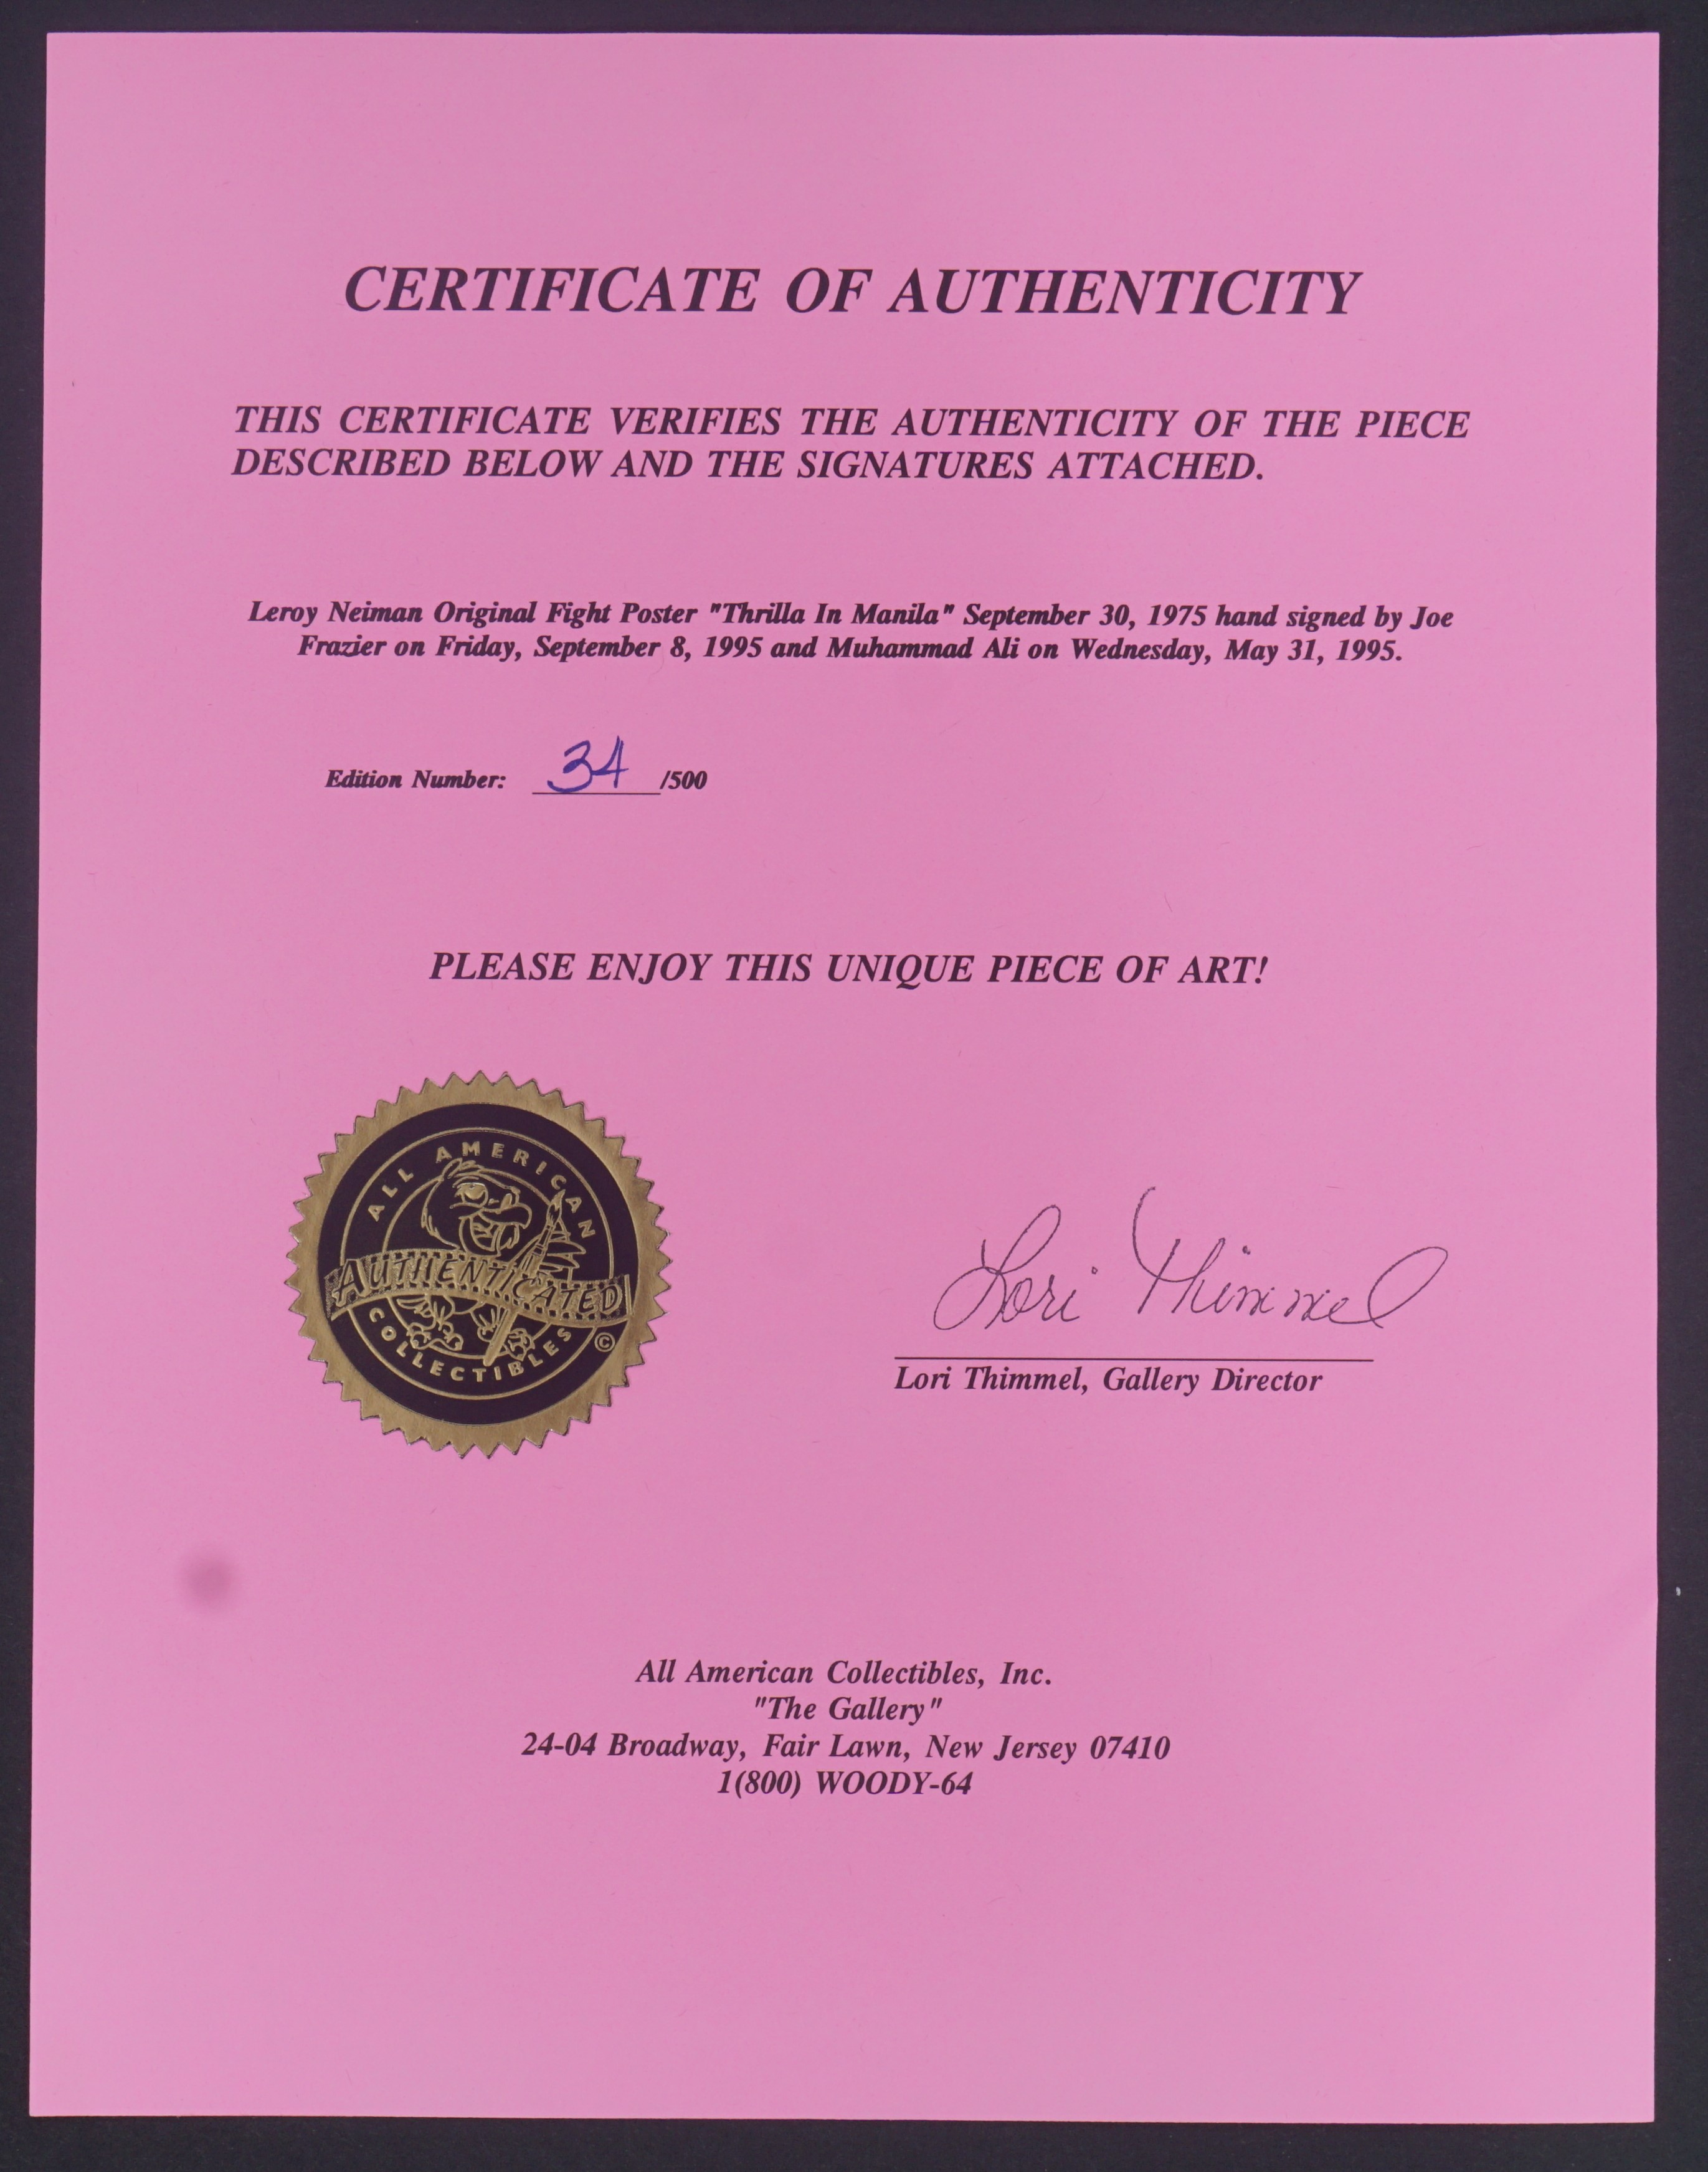 CERTIFICATE OF AUTHENTICITY
THIS CERTIFICATE VERIFIES THE AUTHENTICITY OF THE PIECE
DESCRIBED BELOW AND THE SIGNATURES ATTACHED.
Leroy Neiman Original Fight Poster "Thrilla In Manila" September 30, 1975 hand signed by Joe
Frazier on Friday, September 8, 1995 and Muhammad Ali on Wednesday, May 31, 1995.
Edition Number: 34 /500
PLEASE ENJOY THIS UNIQUE PIECE OF ART!
ALL AMERICAN
AUTHENTICATED
COLLECTIBLES ©
Lori Thimmel
Lori Thimmel, Gallery Director
All American Collectibles, Inc.
"The Gallery"
24-04 Broadway, Fair Lawn, New Jersey 07410
1(800) WOODY-64